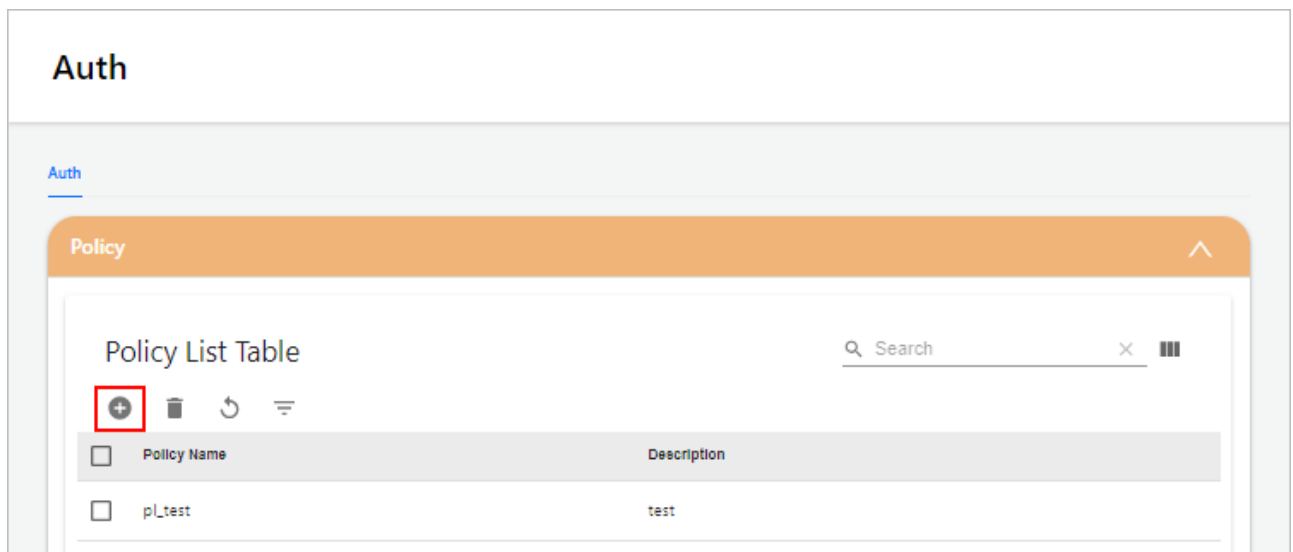 Auth
Auth
Policy
Policy List Table
Search
Policy Name Description
pl_test test